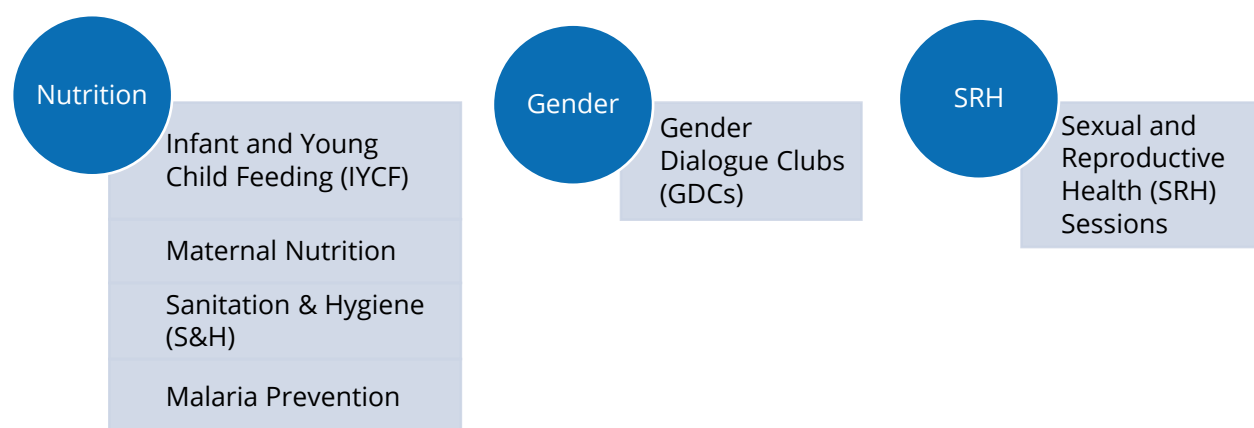 Nutrition
Infant and Young
Child Feeding (IYCF)
Maternal Nutrition
Sanitation & Hygiene
(S&H)
Malaria Prevention
Gender
Gender
Dialogue Clubs
(GDCs)
SRH
Sexual and
Reproductive
Health (SRH)
Sessions